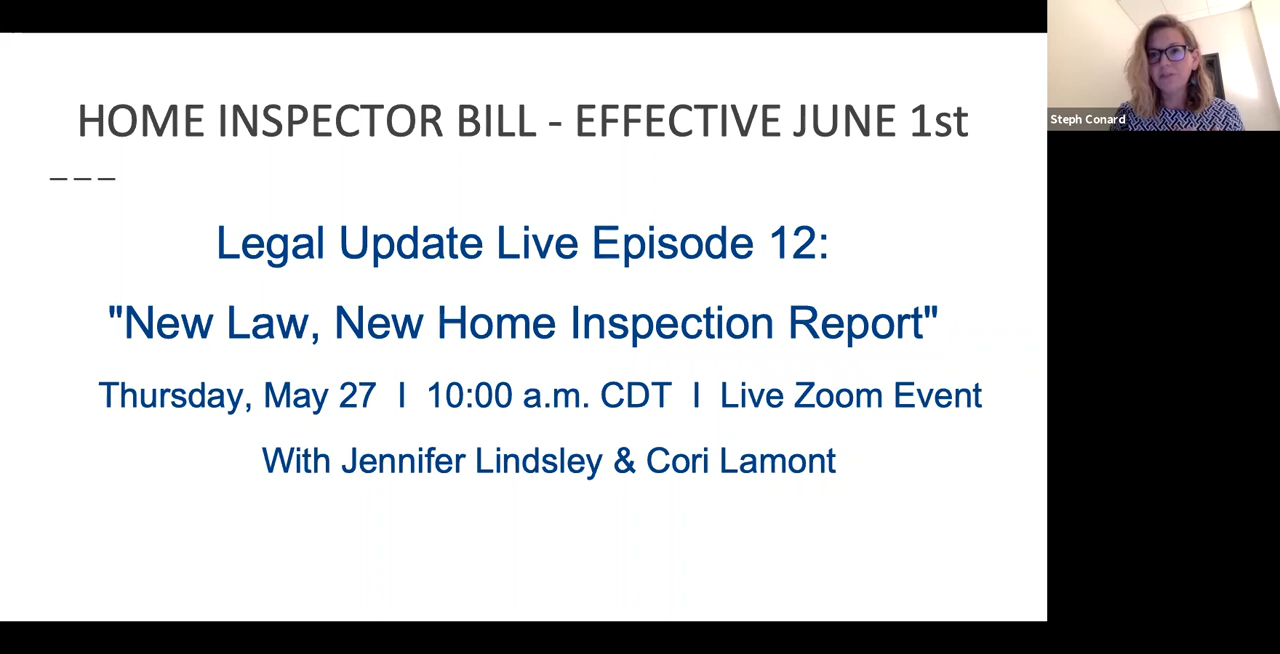 HOME INSPECTOR BILL - EFFECTIVE JUNE 1st
Legal Update Live Episode 12:
"New Law, New Home Inspection Report"
Thursday, May 27 I 10:00 a.m. CDT I Live Zoom Event
With Jennifer Lindsley & Cori Lamont
Steph Conard